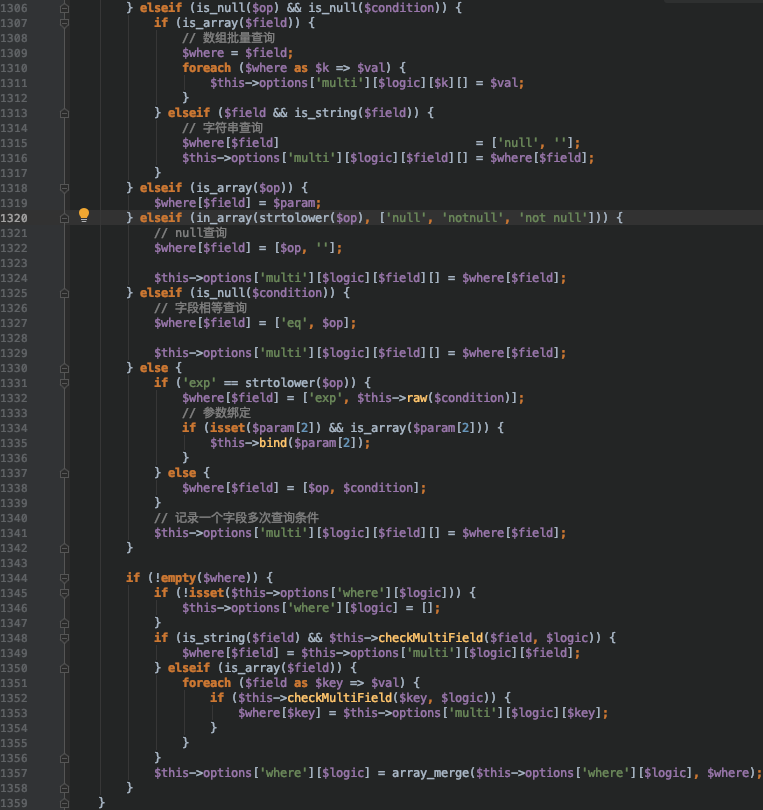 1306 } elseif (is_null($op) && is_null($condition)) {
1307 if (is_array($field)) {
1308 // 数组批量查询
1309 $where = $field;
1310 foreach ($where as $k => $val) {
1311 $this->options['multi'][$logic][$k][] = $val;
1312 }
1313 } elseif ($field && is_string($field)) {
1314 // 字符串查询
1315 $where[$field] = ['null', ''];
1316 $this->options['multi'][$logic][$field][] = $where[$field];
1317 }
1318 } elseif (is_array($op)) {
1319 $where[$field] = $param;
1320 } elseif (in_array(strtolower($op), ['null', 'notnull', 'not null'])) {
1321 // null查询
1322 $where[$field] = [$op, ''];
1323
1324 $this->options['multi'][$logic][$field][] = $where[$field];
1325 } elseif (is_null($condition)) {
1326 // 字段相等查询
1327 $where[$field] = ['eq', $op];
1328
1329 $this->options['multi'][$logic][$field][] = $where[$field];
1330 } else {
1331 if ('exp' == strtolower($op)) {
1332 $where[$field] = ['exp', $this->raw($condition)];
1333 // 参数绑定
1334 if (isset($param[2]) && is_array($param[2])) {
1335 $this->bind($param[2]);
1336 }
1337 } else {
1338 $where[$field] = [$op, $condition];
1339 }
1340 // 记录一个字段多次查询条件
1341 $this->options['multi'][$logic][$field][] = $where[$field];
1342 }
1343
1344 if (!empty($where)) {
1345 if (!isset($this->options['where'][$logic])) {
1346 $this->options['where'][$logic] = [];
1347 }
1348 if (is_string($field) && $this->checkMultiField($field, $logic)) {
1349 $where[$field] = $this->options['multi'][$logic][$field];
1350 } elseif (is_array($field)) {
1351 foreach ($field as $key => $val) {
1352 if ($this->checkMultiField($key, $logic)) {
1353 $where[$key] = $this->options['multi'][$logic][$key];
1354 }
1355 }
1356 }
1357 $this->options['where'][$logic] = array_merge($this->options['where'][$logic], $where);
1358 }
1359 }